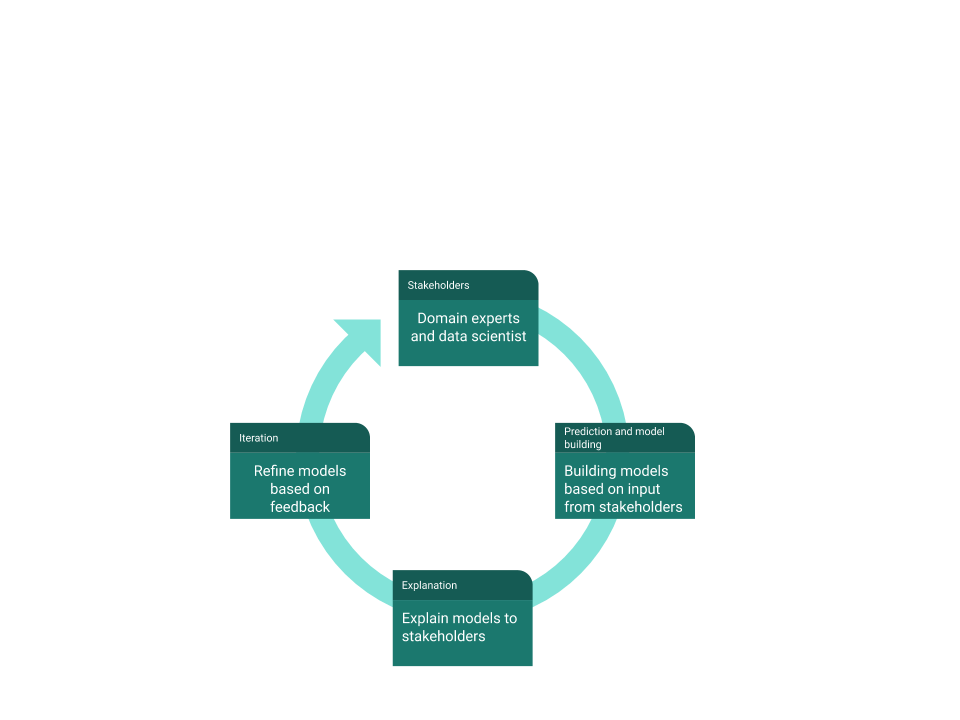 Stakeholders
Domain experts
and data scientist
Iteration
Refine models
based on
feedback
Prediction and model
building
Building models
based on input
from stakeholders
Explanation
Explain models to
stakeholders